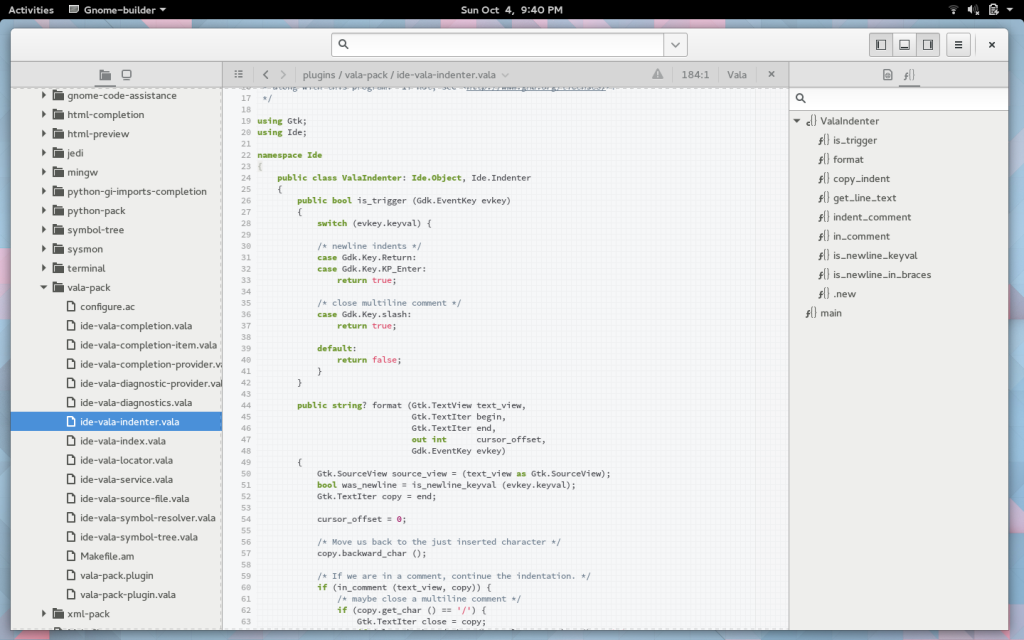 Activities Gnome-builder Sun Oct 4, 9:40 PM
plugins / vala-pack / ide-vala-indenter.vala 184:1 Vala
gnome-code-assistance
html-completion
html-preview
jedi
mingw
python-gi-imports-completion
python-pack
symbol-tree
sysmon
terminal
vala-pack
configure.ac
ide-vala-completion.vala
ide-vala-completion-item.vala
ide-vala-completion-provider.va
ide-vala-diagnostic-provider.val
ide-vala-diagnostics.vala
ide-vala-indenter.vala
ide-vala-index.vala
ide-vala-locator.vala
ide-vala-service.vala
ide-vala-source-file.vala
ide-vala-symbol-resolver.vala
ide-vala-symbol-tree.vala
Makefile.am
vala-pack.plugin
vala-pack-plugin.vala
xml-pack
17 */
18
19 using Gtk;
20 using Ide;
21
22 namespace Ide
23 {
24 public class ValaIndenter: Ide.Object, Ide.Indenter
25 {
26 public bool is_trigger (Gdk.EventKey evkey)
27 {
28 switch (evkey.keyval) {
29
30 /* newline indents */
31 case Gdk.Key.Return:
32 case Gdk.Key.KP_Enter:
33 return true;
34
35 /* close multiline comment */
36 case Gdk.Key.slash:
37 return true;
38
39 default:
40 return false;
41 }
42 }
43
44 public string? format (Gtk.TextView text_view,
45 Gtk.TextIter begin,
46 Gtk.TextIter end,
47 out int cursor_offset,
48 Gdk.EventKey evkey)
49 {
50 Gtk.SourceView source_view = (text_view as Gtk.SourceView);
51 bool was_newline = is_newline_keyval (evkey.keyval);
52 Gtk.TextIter copy = end;
53
54 cursor_offset = 0;
55
56 /* Move us back to the just inserted character */
57 copy.backward_char ();
58
59 /* If we are in a comment, continue the indentation. */
60 if (in_comment (text_view, copy)) {
61 /* maybe close a multiline comment */
62 if (copy.get_char () == '/') {
63 Gtk.TextIter close = copy;
c{} ValaIndenter
f{} is_trigger
f{} format
f{} copy_indent
f{} get_line_text
f{} indent_comment
f{} in_comment
f{} is_newline_keyval
f{} is_newline_in_braces
f{} .new
f{} main